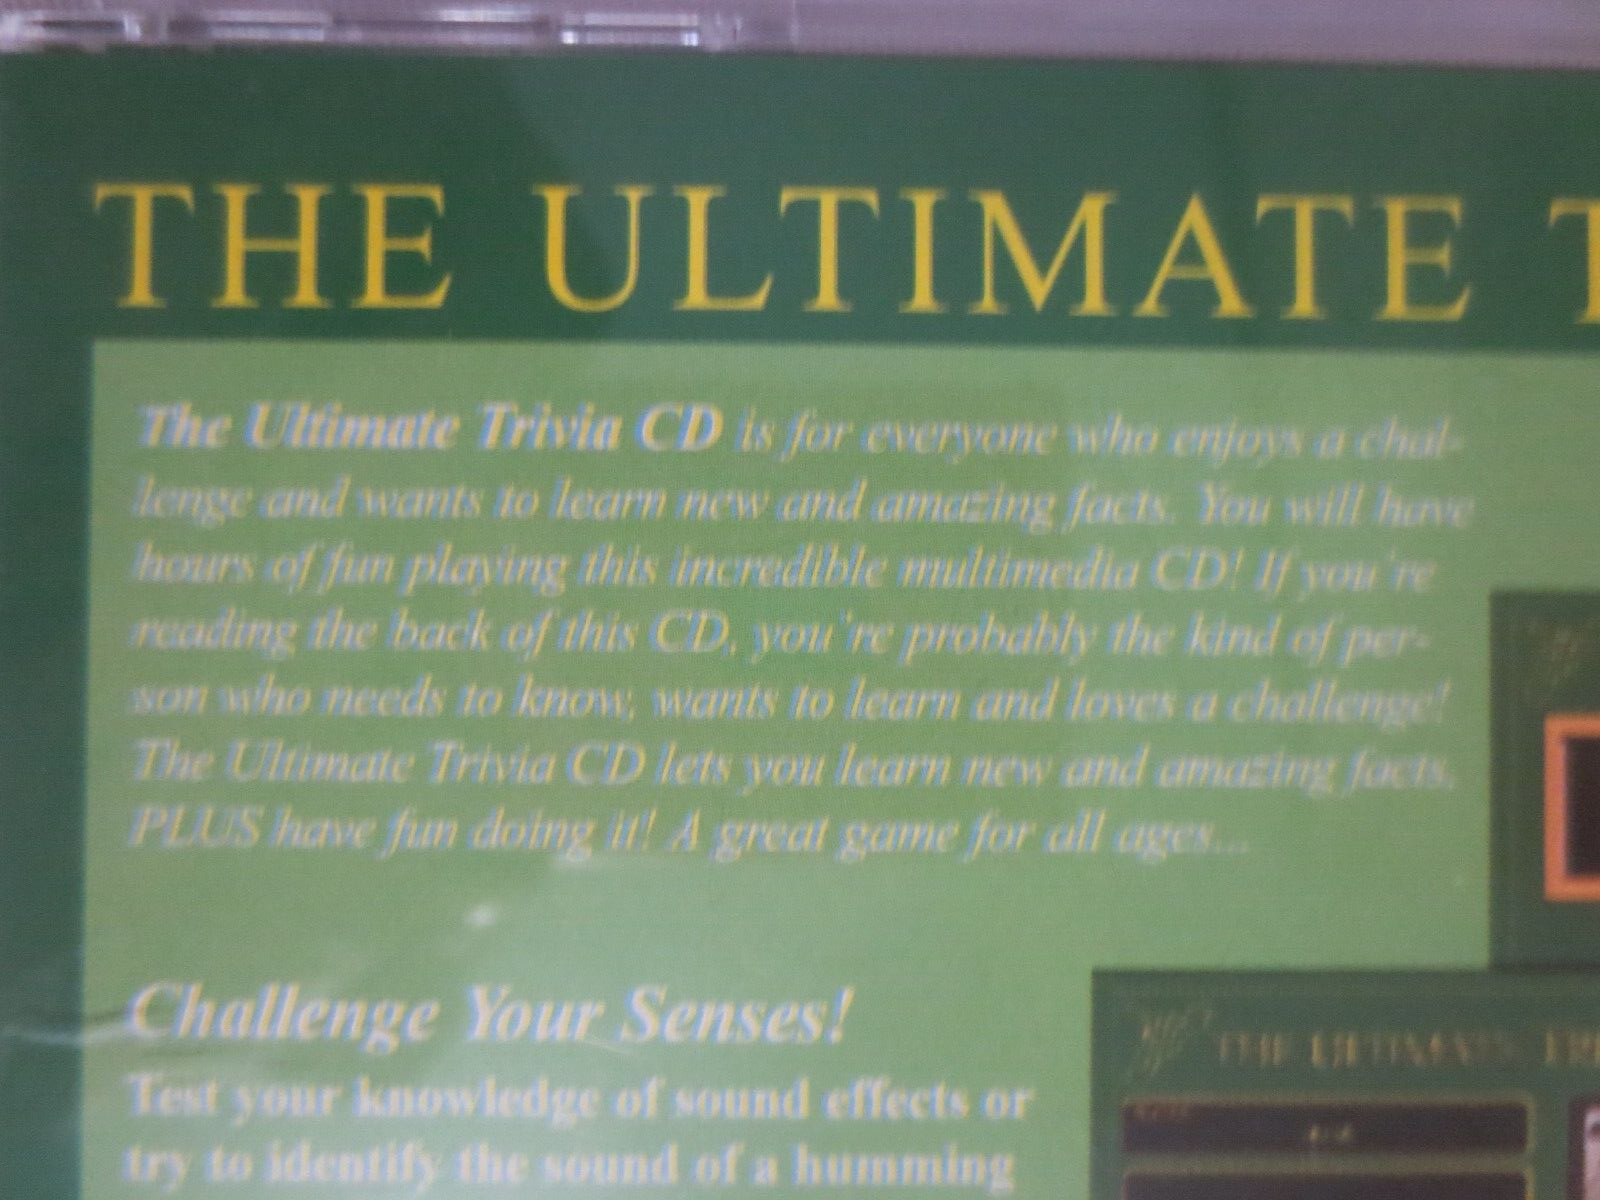 THE ULTIMATE T
The Ultimate Trivia CD is for everyone who enjoys a chal-
lenge and wants to learn new and amazing facts. You will have
hours of fun playing this incredible multimedia CD! If you're
reading the back of this CD, you're probably the kind of per-
son who needs to know, wants to learn and loves a challenge!
The Ultimate Trivia CD lets you learn new and amazing facts,
PLUS have fun doing it! A great game for all ages...
Challenge Your Senses!
THE ULTIMATE TRI
Test your knowledge of sound effects or
try to identify the sound of a humming